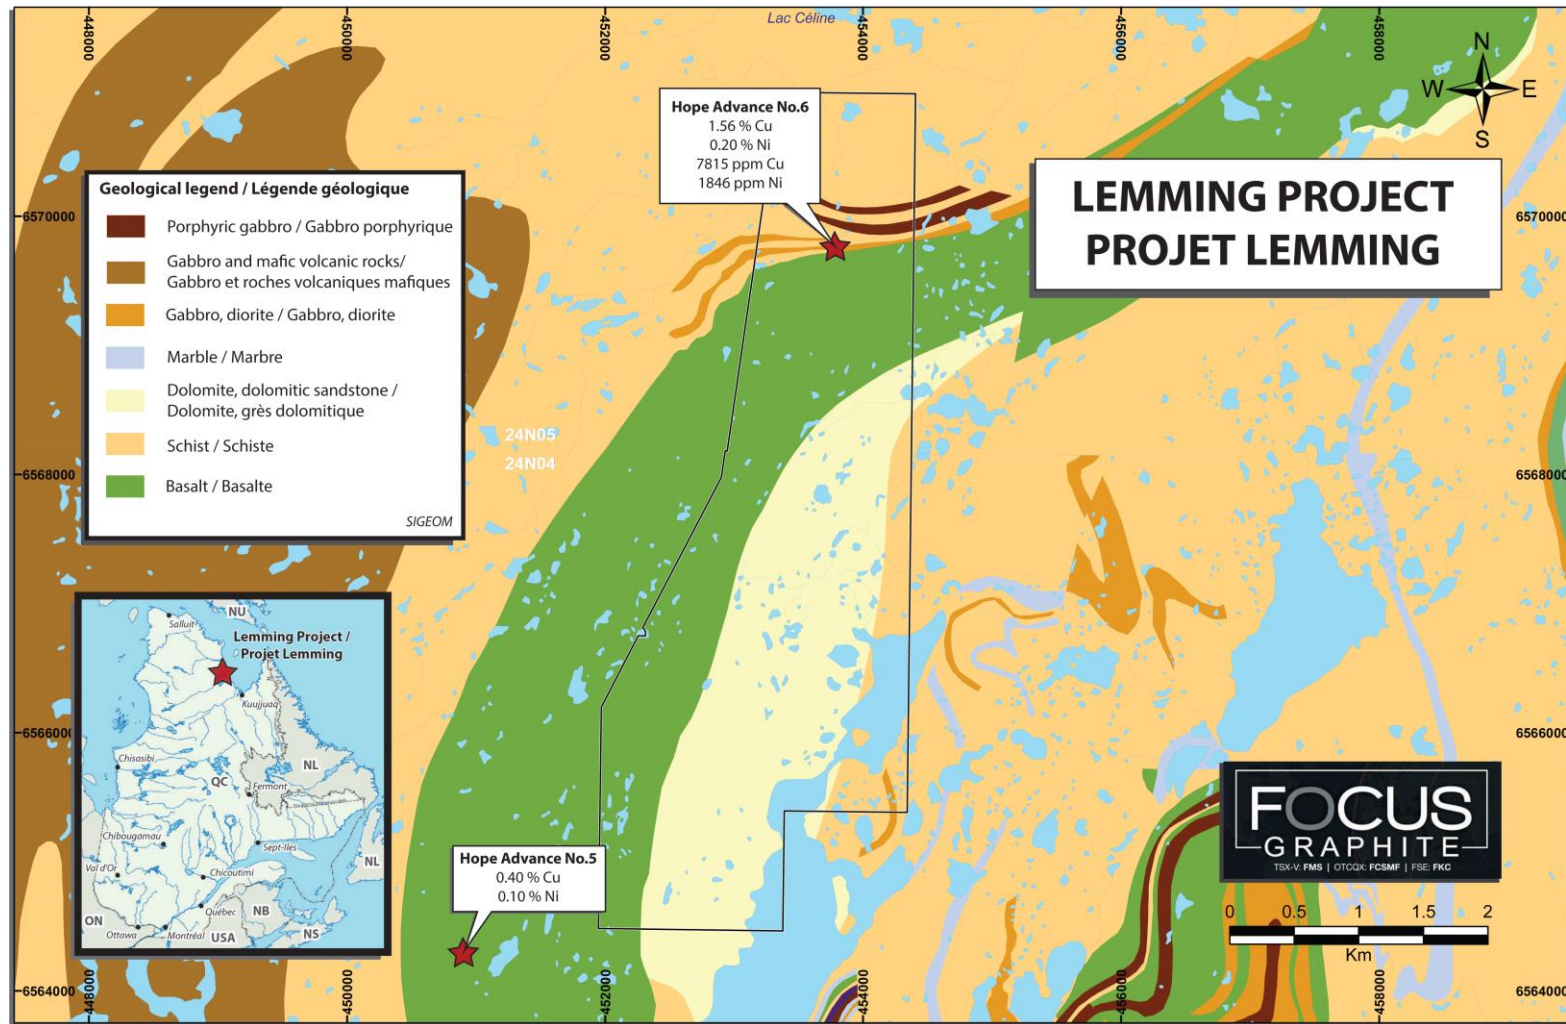 Lac Céline
448000
450000
452000
454000
456000
458000
N
W E
S
Hope Advance No.6
1.56 % Cu
0.20 % Ni
7815 ppm Cu
1846 ppm Ni
LEMMING PROJECT
PROJET LEMMING
Geological legend / Légende géologique
Porphyric gabbro / Gabbro porphyrique
Gabbro and mafic volcanic rocks/
Gabbro et roches volcaniques mafiques
Gabbro, diorite / Gabbro, diorite
Marble / Marbre
Dolomite, dolomitic sandstone /
Dolomite, grès dolomitique
Schist / Schiste
Basalt / Basalte
SIGEOM
6570000
6570000
24N05
24N04
6568000
6568000
NU
Salluit
Lemming Project /
Projet Lemming
Kuujjuaq
Chisasibi
NL
QC
Fermont
Chibougamau
Sept-Iles
NL
Val d'Or
Chicoutimi
ON
Québec
NB
Ottawa
Montréal
USA
NS
6566000
6566000
Hope Advance No.5
0.40 % Cu
0.10 % Ni
FOCUS
GRAPHITE
TSX-V: FMS | OTCQX: FCSMF | FSE: FKC
0 0.5 1 1.5 2
Km
6564000
6564000
448000
450000
452000
454000
456000
458000